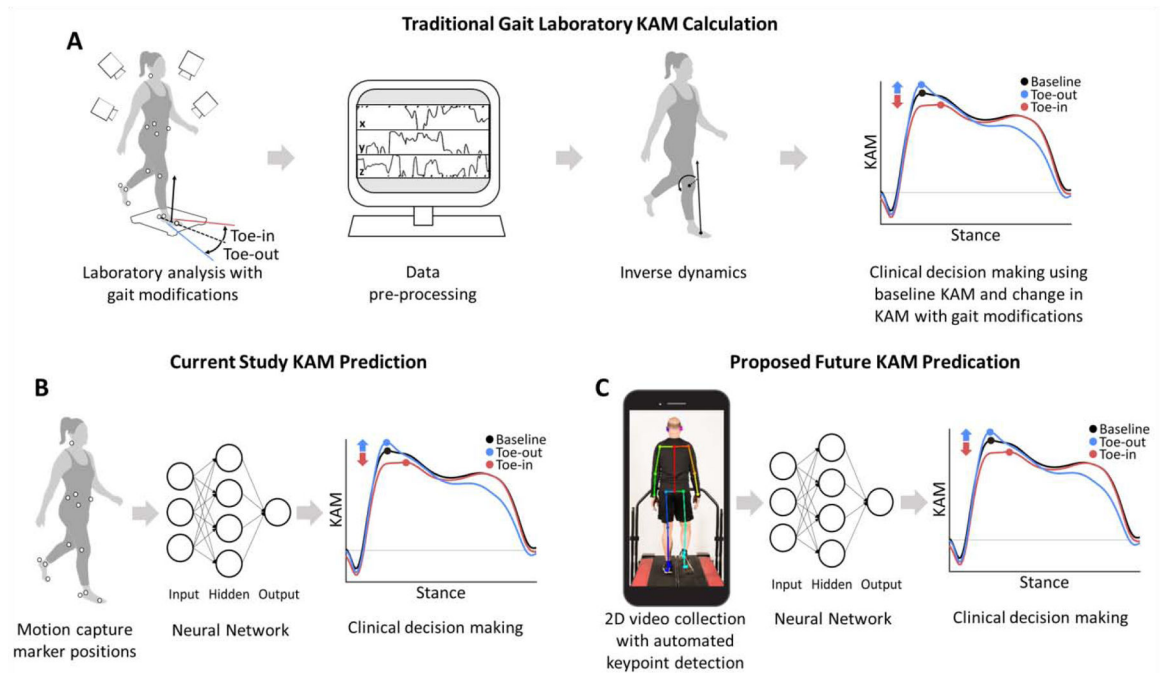 Traditional Gait Laboratory KAM Calculation
A
x
y
z
Toe-in
Toe-out
Baseline
Toe-out
Toe-in
KAM
Stance
Laboratory analysis with
gait modifications
Data
pre-processing
Inverse dynamics
Clinical decision making using
baseline KAM and change in
KAM with gait modifications
Current Study KAM Prediction
B
Baseline
Toe-out
Toe-in
KAM
Stance
Input Hidden Output
Motion capture
marker positions
Neural Network
Clinical decision making
Proposed Future KAM Predication
C
Baseline
Toe-out
Toe-in
KAM
Stance
Input Hidden Output
2D video collection
with automated
keypoint detection
Neural Network
Clinical decision making